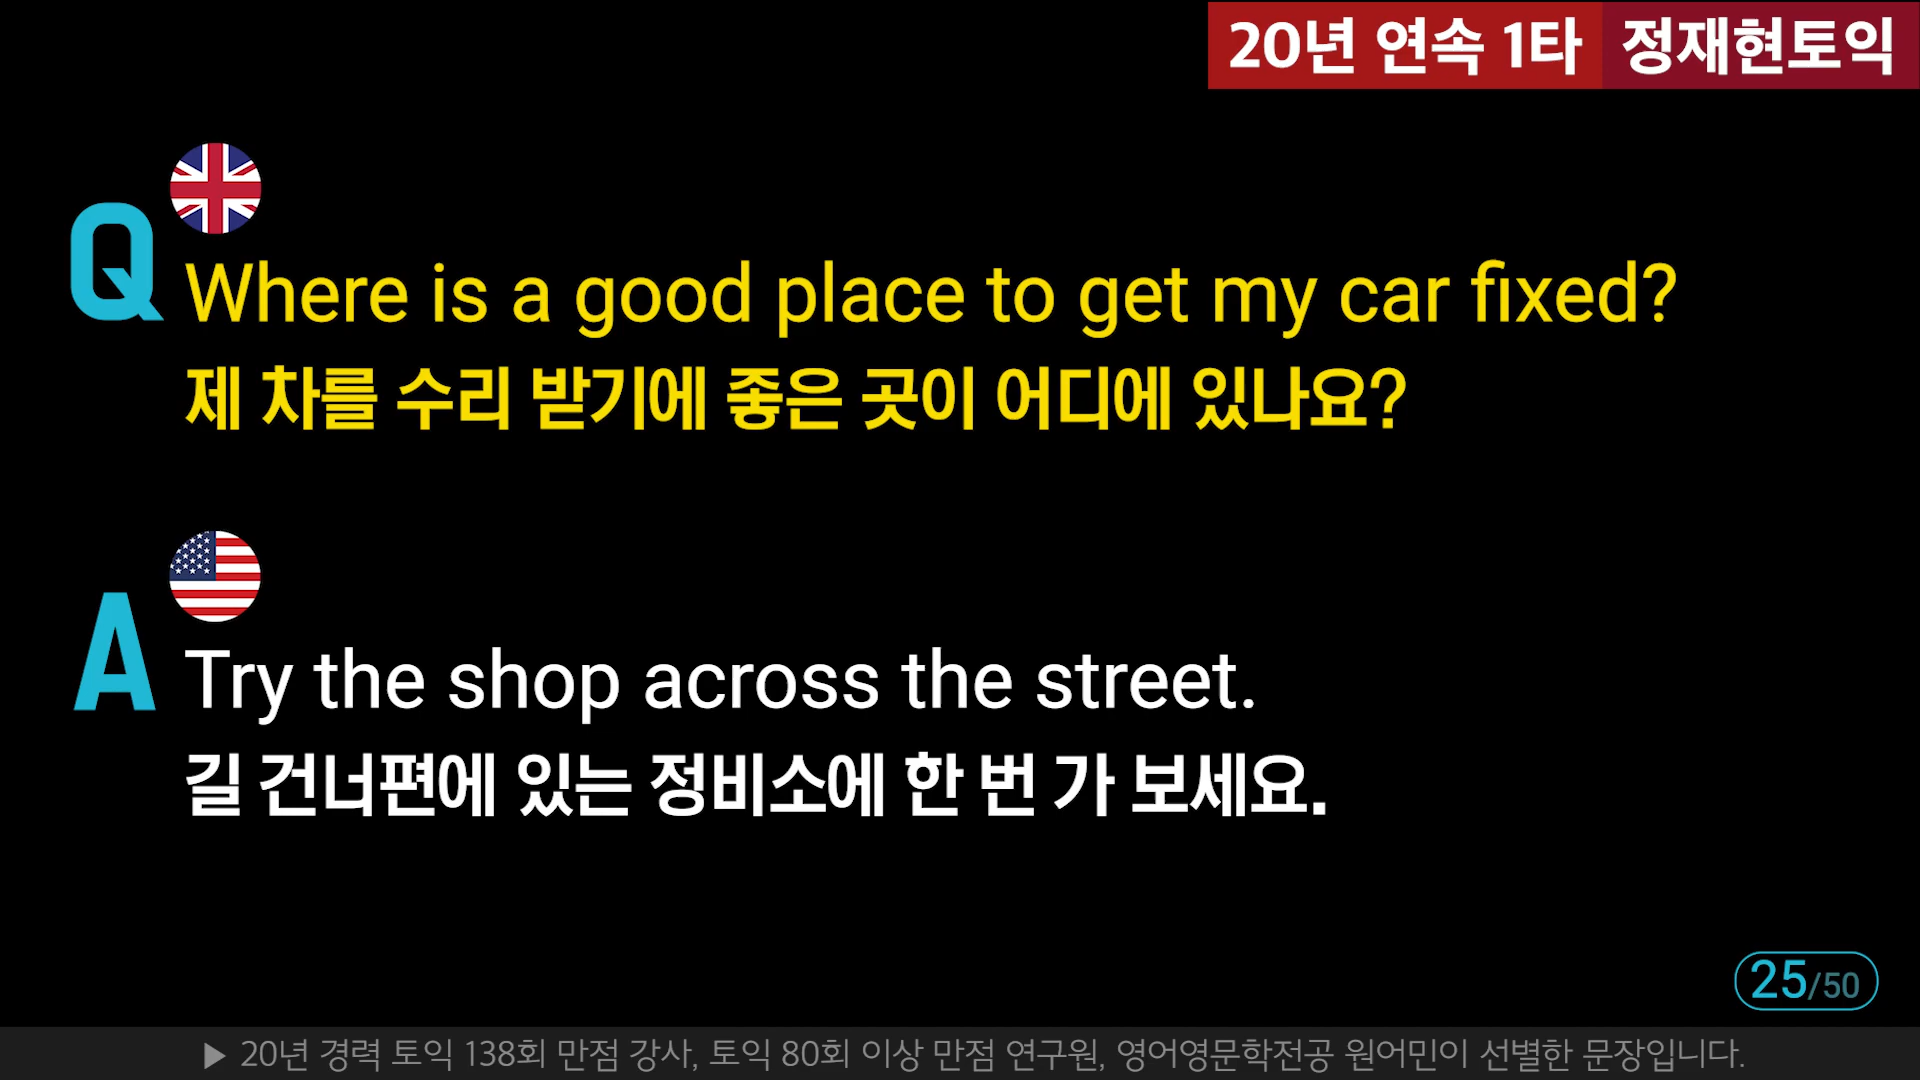 20년 연속 1타 정재현토익
Q
Where is a good place to get my car fixed?
제 차를 수리 받기에 좋은 곳이 어디에 있나요?
A
Try the shop across the street.
길 건너편에 있는 정비소에 한 번 가 보세요.
25/50
▶ 20년 경력 토익 138회 만점 강사, 토익 80회 이상 만점 연구원, 영어영문학전공 원어민이 선별한 문장입니다.